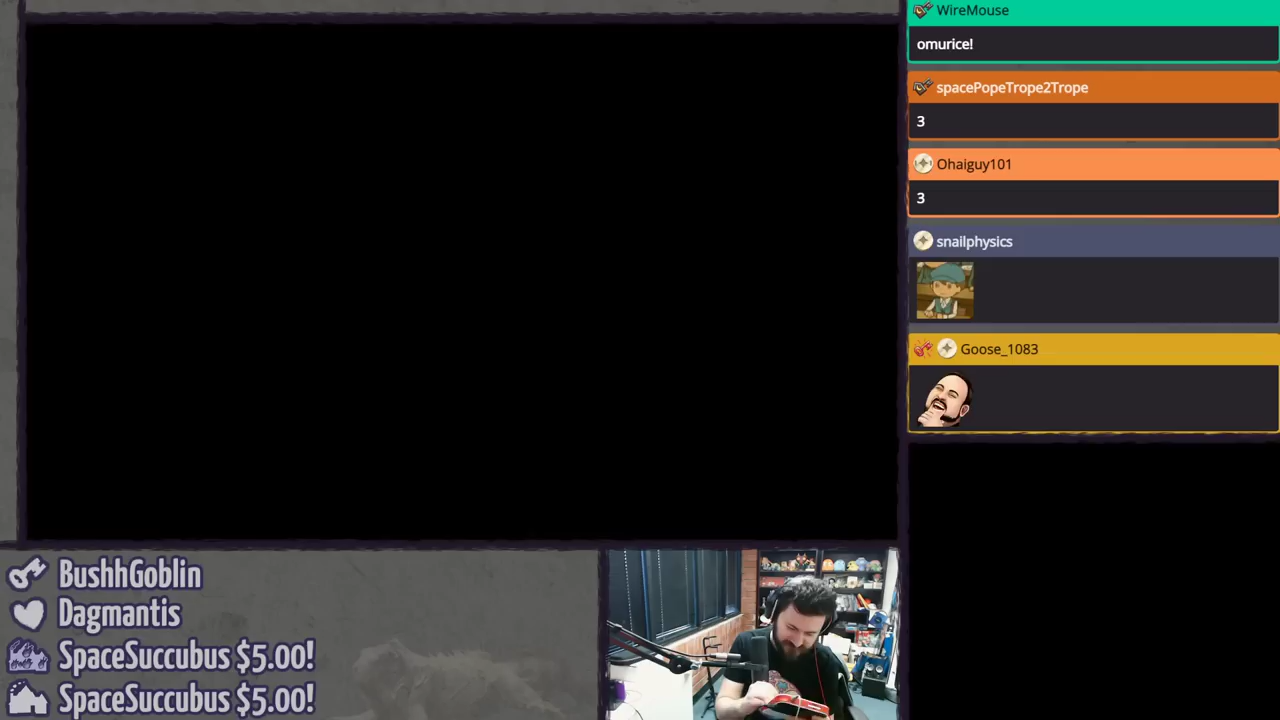 WireMouse
omurice!
spacePopeTrope2Trope
3
Ohaiguy101
3
snailphysics
Goose_1083
BushhGoblin
Dagmantis
SpaceSuccubus $5.00!
SpaceSuccubus $5.00!